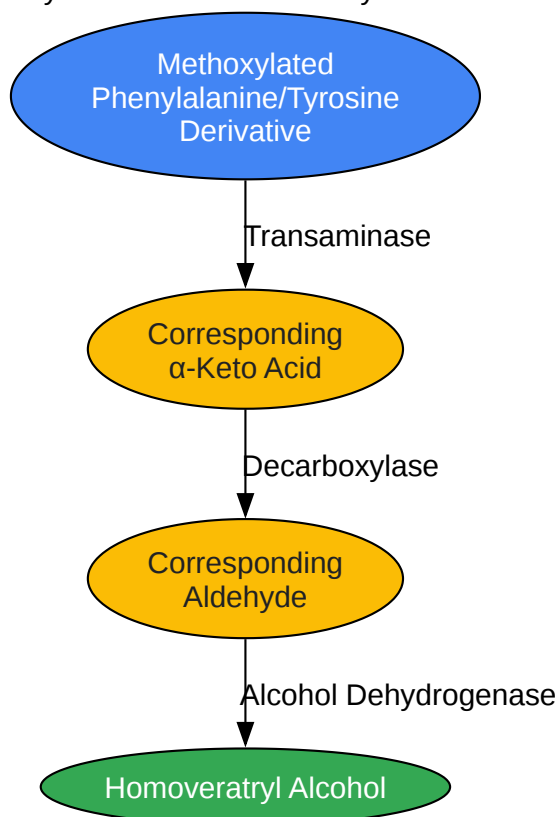 Methoxylated
Phenylalanine/Tyrosine
Derivative
Transaminase
Corresponding
α-Keto Acid
Decarboxylase
Corresponding
Aldehyde
Alcohol Dehydrogenase
Homoveratryl Alcohol